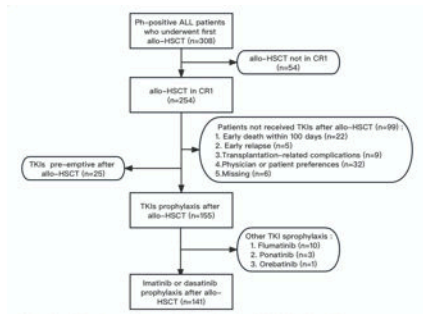 Ph-positive ALL patients
who underwent first
allo-HSCT
(n=308)
allo-HSCT not in CR1
(n=54)
allo-HSCT in CR1
(n=254)
Patients not received TKIs after allo-HSCT (n=99) :
1. Early death within 100 days (n=22)
2. Early relapse (n=5)
3.Transplantation-related complications (n=9)
4.Physician or patient preferences (n=32)
5.Missing (n=6)
TKIs pre-emptive after
allo-HSCT (n=25)
TKIs prophylaxis after
allo-HSCT (n=155)
Other TKI sprophylaxis :
1. Flumatinib (n=10)
2. Ponatinib (n=3)
3. Orebatinib (n=1)
Imatinib or dasatinib
prophylaxis after allo-
HSCT
(n=141)